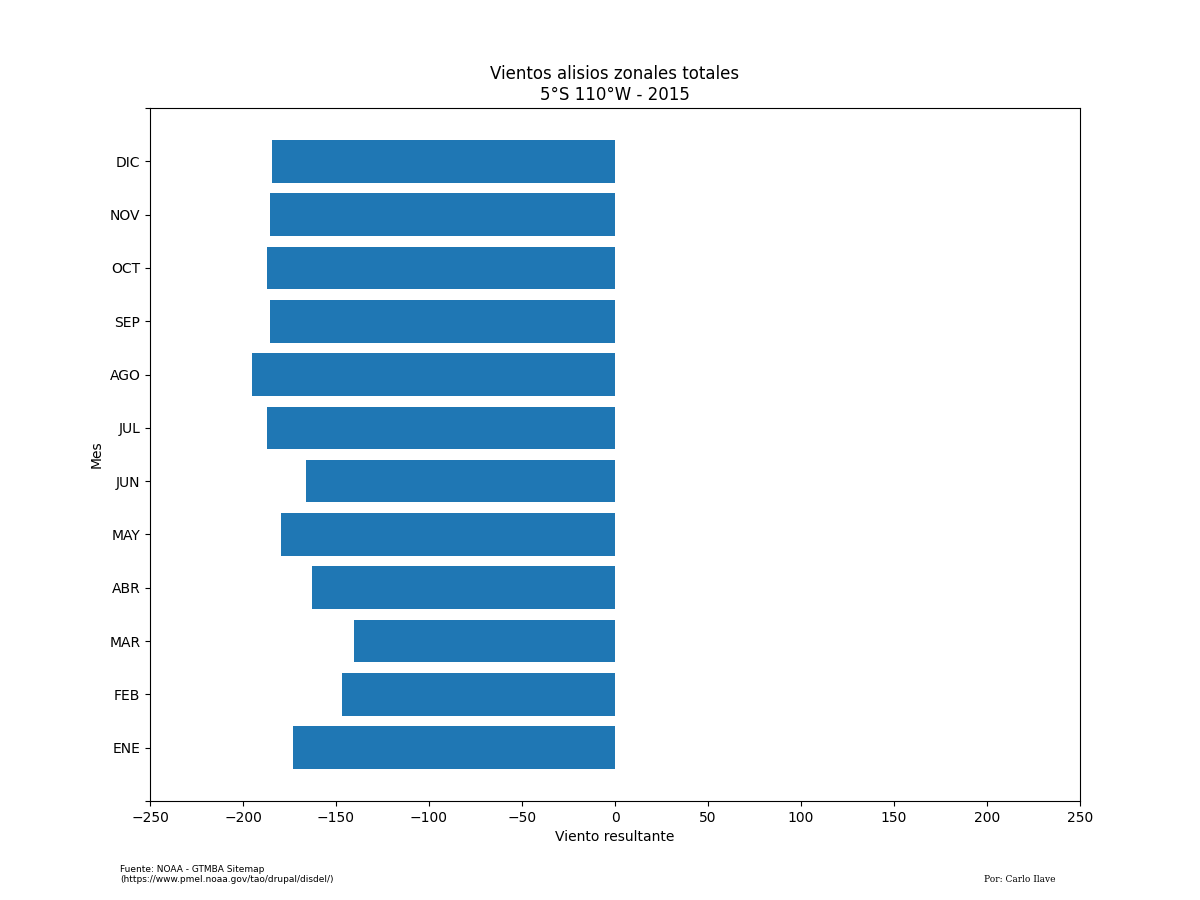 Vientos alisios zonales totales
5°S 110°W - 2015
DIC
NOV
OCT
SEP
AGO
JUL
JUN
MAY
ABR
MAR
FEB
ENE
Mes
−250 −200 −150 −100 −50 0 50 100 150 200 250
Viento resultante
Fuente: NOAA - GTMBA Sitemap
(https://www.pmel.noaa.gov/tao/drupal/disdel/)
Por: Carlo Ilave